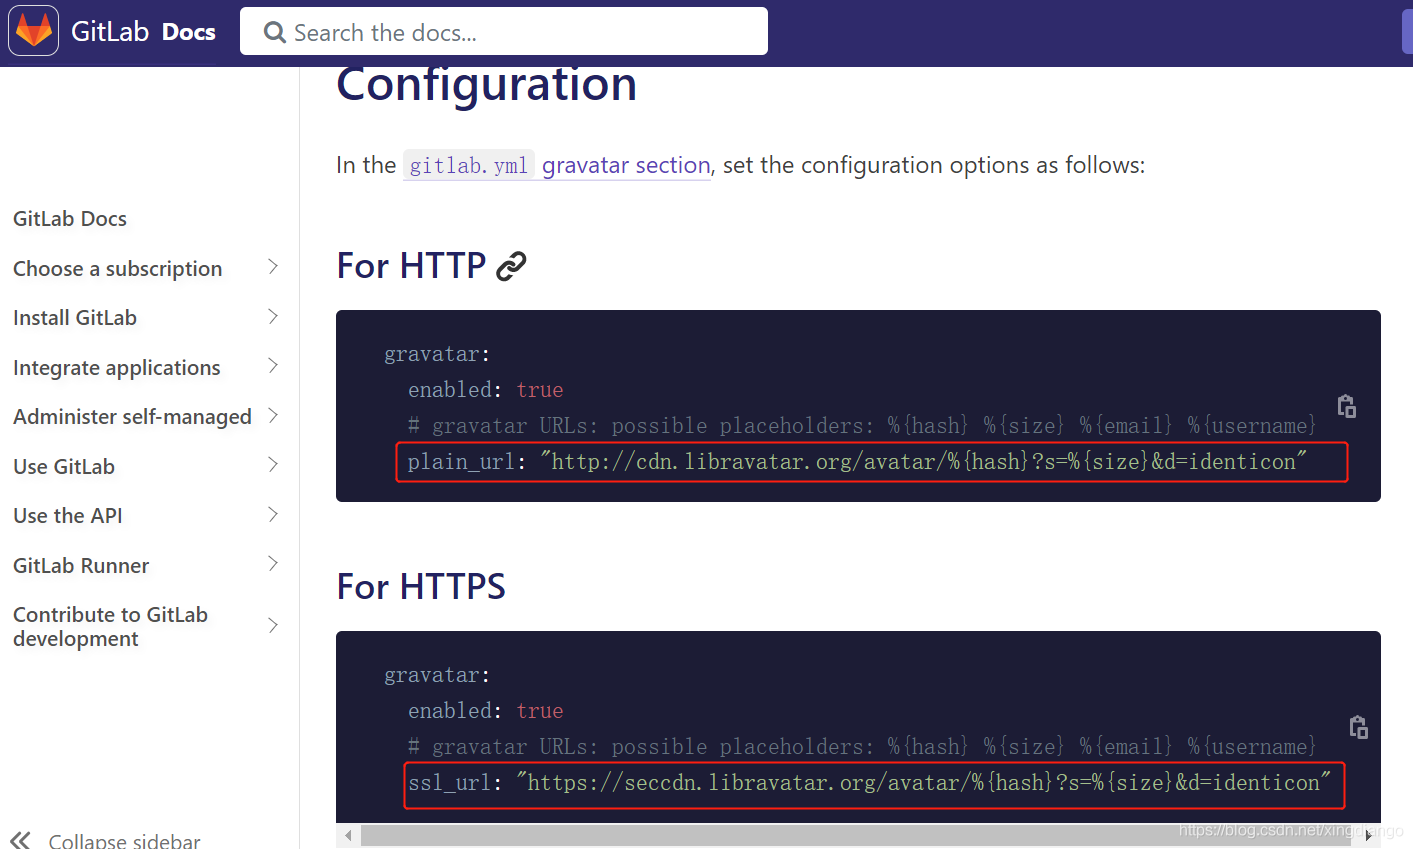 GitLab Docs
Search the docs...
Configuration
In the gitlab.yml gravatar section, set the configuration options as follows:
GitLab Docs
Choose a subscription
Install GitLab
Integrate applications
Administer self-managed
Use GitLab
Use the API
GitLab Runner
Contribute to GitLab
development
Collapse sidebar
For HTTP
gravatar:
enabled: true
# gravatar URLs: possible placeholders: %{hash} %{size} %{email} %{username}
plain_url: "http://cdn.libravatar.org/avatar/%{hash}?s=%{size}&d=identicon"
For HTTPS
gravatar:
enabled: true
# gravatar URLs: possible placeholders: %{hash} %{size} %{email} %{username}
ssl_url: "https://seccdn.libravatar.org/avatar/%{hash}?s=%{size}&d=identicon"
https://blog.csdn.net/xingdjango